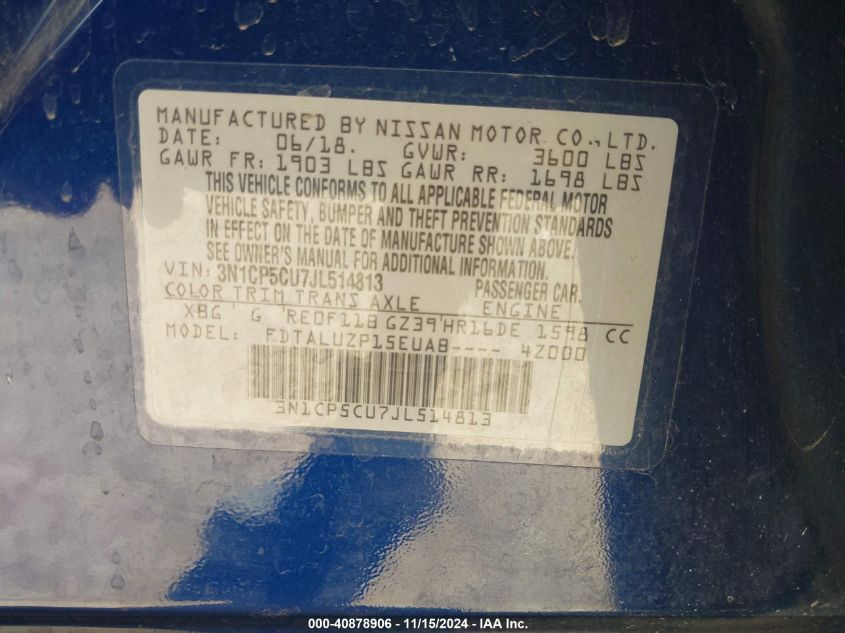 MANUFACTURED BY NISSAN MOTOR CO., LTD.
DATE: 06/18. GVWR: 3600 LBS
GAWR FR: 1903 LBS GAWR RR: 1698 LBS
THIS VEHICLE CONFORMS TO ALL APPLICABLE FEDERAL MOTOR
VEHICLE SAFETY, BUMPER AND THEFT PREVENTION STANDARDS
IN EFFECT ON THE DATE OF MANUFACTURE SHOWN ABOVE.
SEE OWNER'S MANUAL FOR ADDITIONAL INFORMATION.
VIN: 3N1CP5CU7JL514813 PASSENGER CAR.
COLOR TRIM TRANS AXLE ENGINE
XBG' G 'RE0F11B GZ39'HR16DE 1598 CC
MODEL: FDTALUZP15EUAB---- 4Z000
3N1CP5CU7JL514813
000-40878906 - 11/15/2024 - IAA Inc.